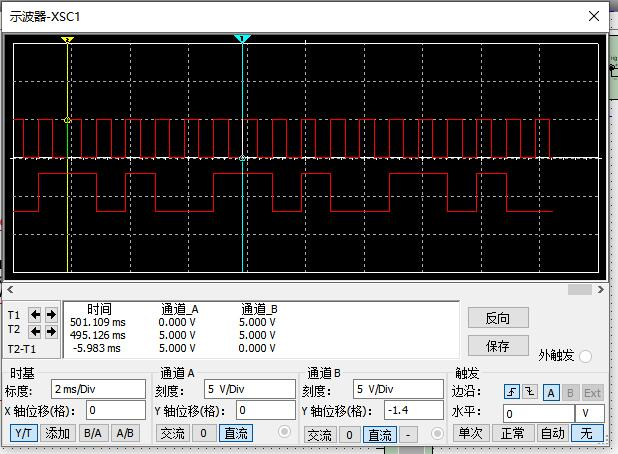 示波器-XSC1
2
1
时间 通道_A 通道_B
T1 501.109 ms 0.000 V 5.000 V
T2 495.126 ms 5.000 V 5.000 V
T2-T1 -5.983 ms 5.000 V 0.000 V
反向
保存
外触发
时基
标度: 2 ms/Div
X 轴位移(格): 0
Y/T 添加 B/A A/B
通道 A
刻度: 5 V/Div
Y 轴位移(格): 0
交流 0 直流
通道 B
刻度: 5 V/Div
Y 轴位移(格): -1.4
交流 0 直流 -
触发
边沿: A B Ext
水平: 0 V
单次 正常 自动 无